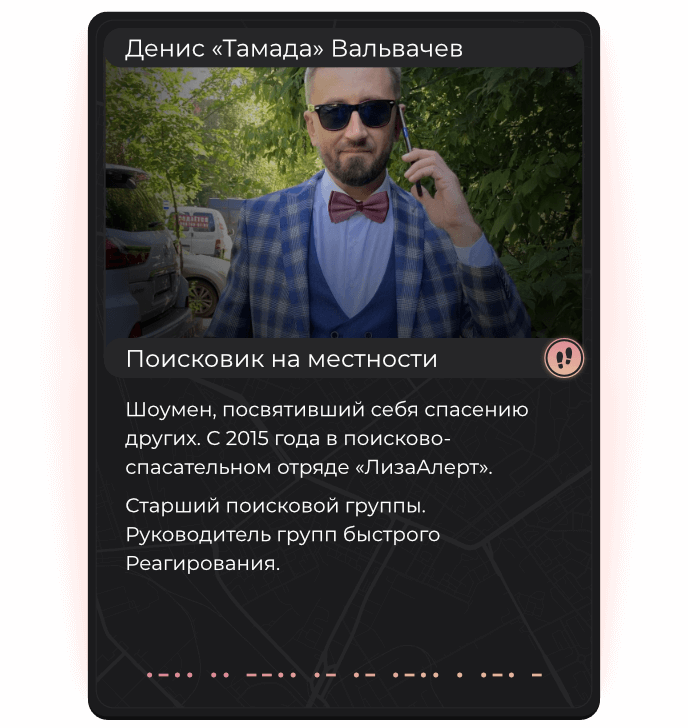 Денис «Тамада» Вальвачев
Поисковик на местности
Шоумен, посвятивший себя спасению
других. С 2015 года в поисково-
спасательном отряде «ЛизаАлерт».
Старший поисковой группы.
Руководитель групп быстрого
Реагирования.